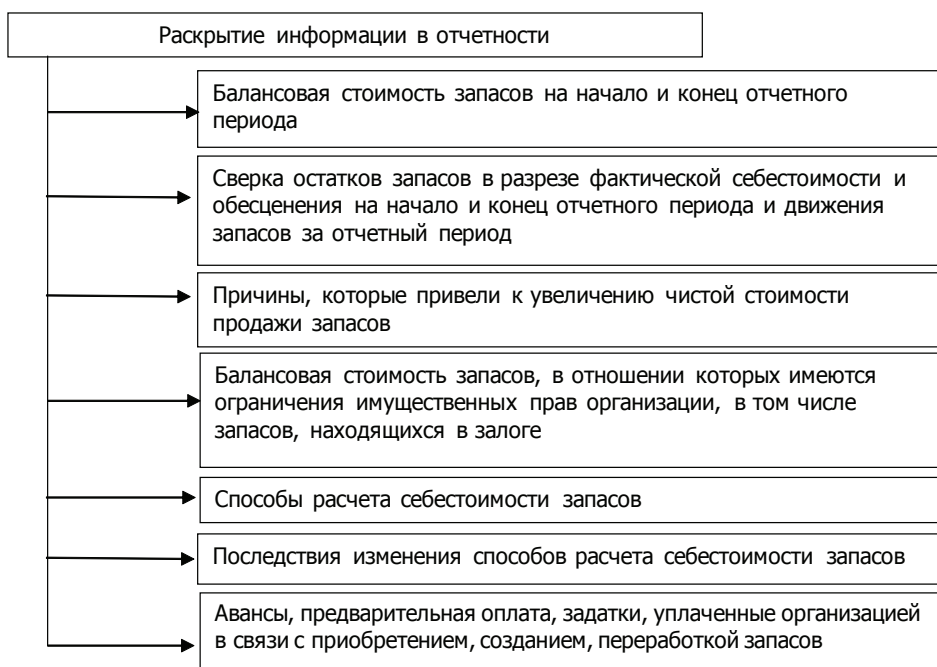 Раскрытие информации в отчетности
Балансовая стоимость запасов на начало и конец отчетного
периода
Сверка остатков запасов в разрезе фактической себестоимости и
обесценения на начало и конец отчетного периода и движения
запасов за отчетный период
Причины, которые привели к увеличению чистой стоимости
продажи запасов
Балансовая стоимость запасов, в отношении которых имеются
ограничения имущественных прав организации, в том числе
запасов, находящихся в залоге
Способы расчета себестоимости запасов
Последствия изменения способов расчета себестоимости запасов
Авансы, предварительная оплата, задатки, уплаченные организацией
в связи с приобретением, созданием, переработкой запасов